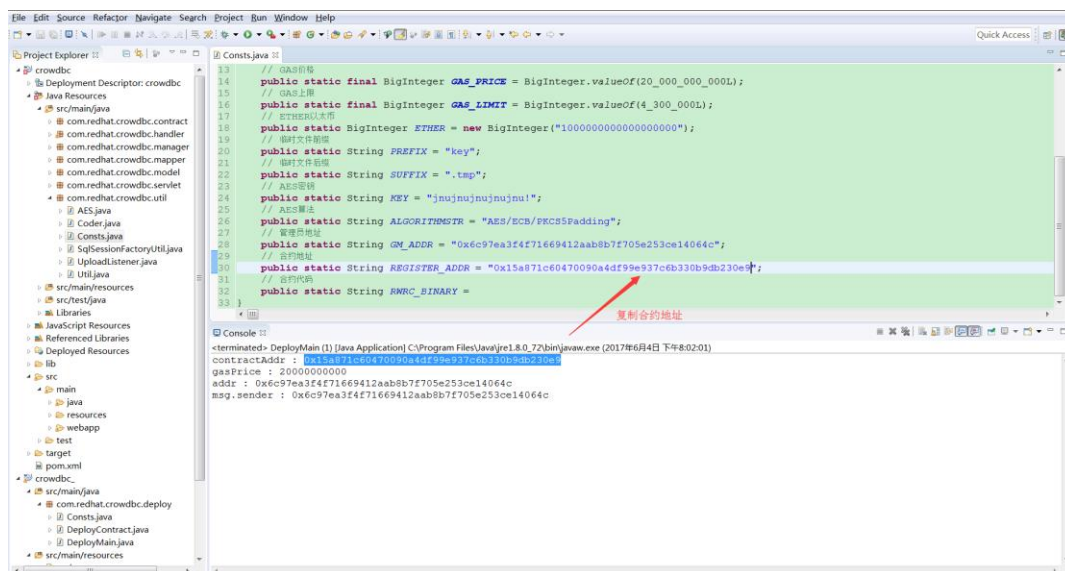 File Edit Source Refactor Navigate Search Project Run Window Help
Quick Access
Project Explorer
crowdbc
Deployment Descriptor: crowdbc
Java Resources
src/main/java
com.redhat.crowdbc.contract
com.redhat.crowdbc.handler
com.redhat.crowdbc.manager
com.redhat.crowdbc.mapper
com.redhat.crowdbc.model
com.redhat.crowdbc.servlet
com.redhat.crowdbc.util
AES.java
Coder.java
Consts.java
SqlSessionFactoryUtil.java
UploadListener.java
Util.java
src/main/resources
src/test/java
Libraries
JavaScript Resources
Referenced Libraries
Deployed Resources
lib
src
main
java
resources
webapp
test
target
pom.xml
crowdbc_
src/main/java
com.redhat.crowdbc.deploy
Consts.java
DeployContract.java
DeployMain.java
src/main/resources
Consts.java
13 // GAS价格
14 public static final BigInteger GAS_PRICE = BigInteger.valueOf(20_000_000_000L);
15 // GAS上限
16 public static final BigInteger GAS_LIMIT = BigInteger.valueOf(4_300_000L);
17 // ETHER以太币
18 public static BigInteger ETHER = new BigInteger("1000000000000000000");
19 // 临时文件前缀
20 public static String PREFIX = "key";
21 // 临时文件后缀
22 public static String SUFFIX = ".tmp";
23 // AES密钥
24 public static String KEY = "jnujnujnujnujnu!";
25 // AES算法
26 public static String ALGORITHMSTR = "AES/ECB/PKCS5Padding";
27 // 管理员地址
28 public static String GM_ADDR = "0x6c97ea3f4f71669412aab8b7f705e253ce14064c";
29 // 合约地址
30 public static String REGISTER_ADDR = "0x15a871c60470090a4df99e937c6b330b9db230e9";
31 // 合约代码
32 public static String RWRC_BINARY =
33 }
复制合约地址
Console
<terminated> DeployMain (1) [Java Application] C:\Program Files\Java\jre1.8.0_72\bin\javaw.exe (2017年6月4日 下午8:02:01)
contractAddr : 0x15a871c60470090a4df99e937c6b330b9db230e9
gasPrice : 20000000000
addr : 0x6c97ea3f4f71669412aab8b7f705e253ce14064c
msg.sender : 0x6c97ea3f4f71669412aab8b7f705e253ce14064c